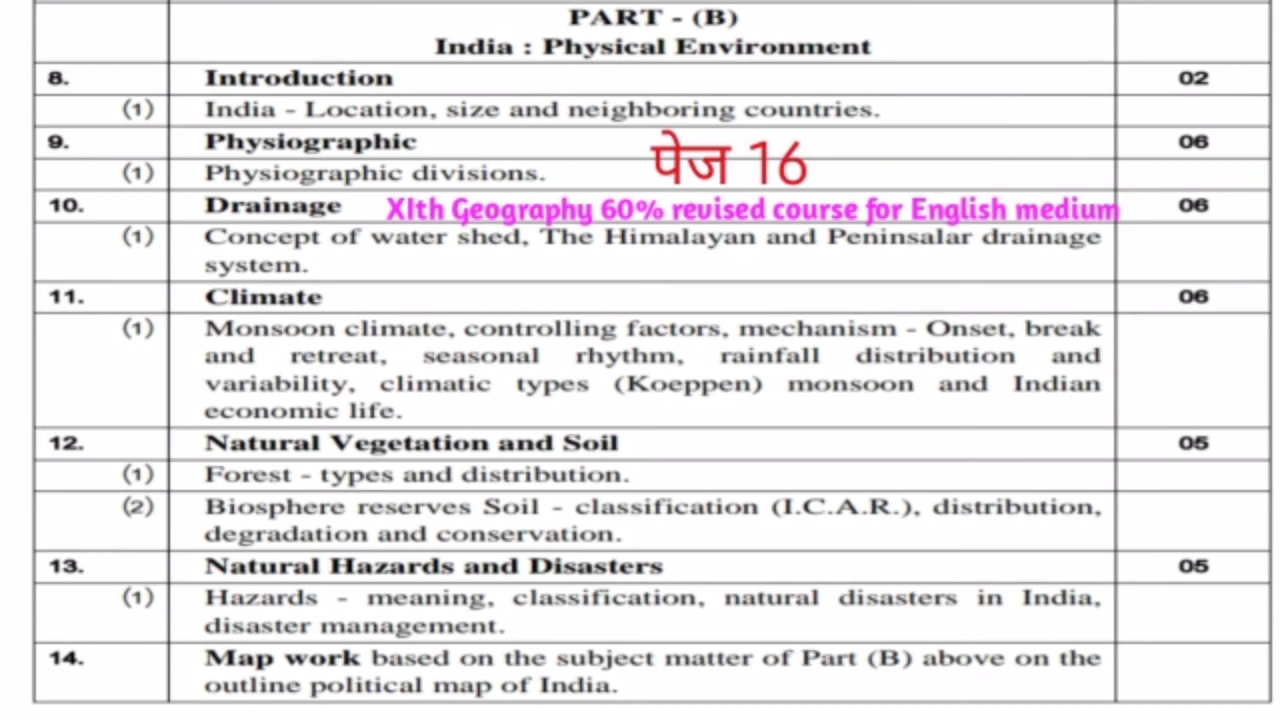 PART - (B)
India : Physical Environment
8. Introduction 02
(1) India - Location, size and neighboring countries.
9. Physiographic 06
पेज 16
(1) Physiographic divisions.
10. Drainage 06
XIth Geography 60% revised course for English medium
(1) Concept of water shed, The Himalayan and Peninsalar drainage
system.
11. Climate 06
(1) Monsoon climate, controlling factors, mechanism - Onset, break
and retreat, seasonal rhythm, rainfall distribution and
variability, climatic types (Koeppen) monsoon and Indian
economic life.
12. Natural Vegetation and Soil 05
(1) Forest - types and distribution.
(2) Biosphere reserves Soil - classification (I.C.A.R.), distribution,
degradation and conservation.
13. Natural Hazards and Disasters 05
(1) Hazards - meaning, classification, natural disasters in India,
disaster management.
14. Map work based on the subject matter of Part (B) above on the
outline political map of India.